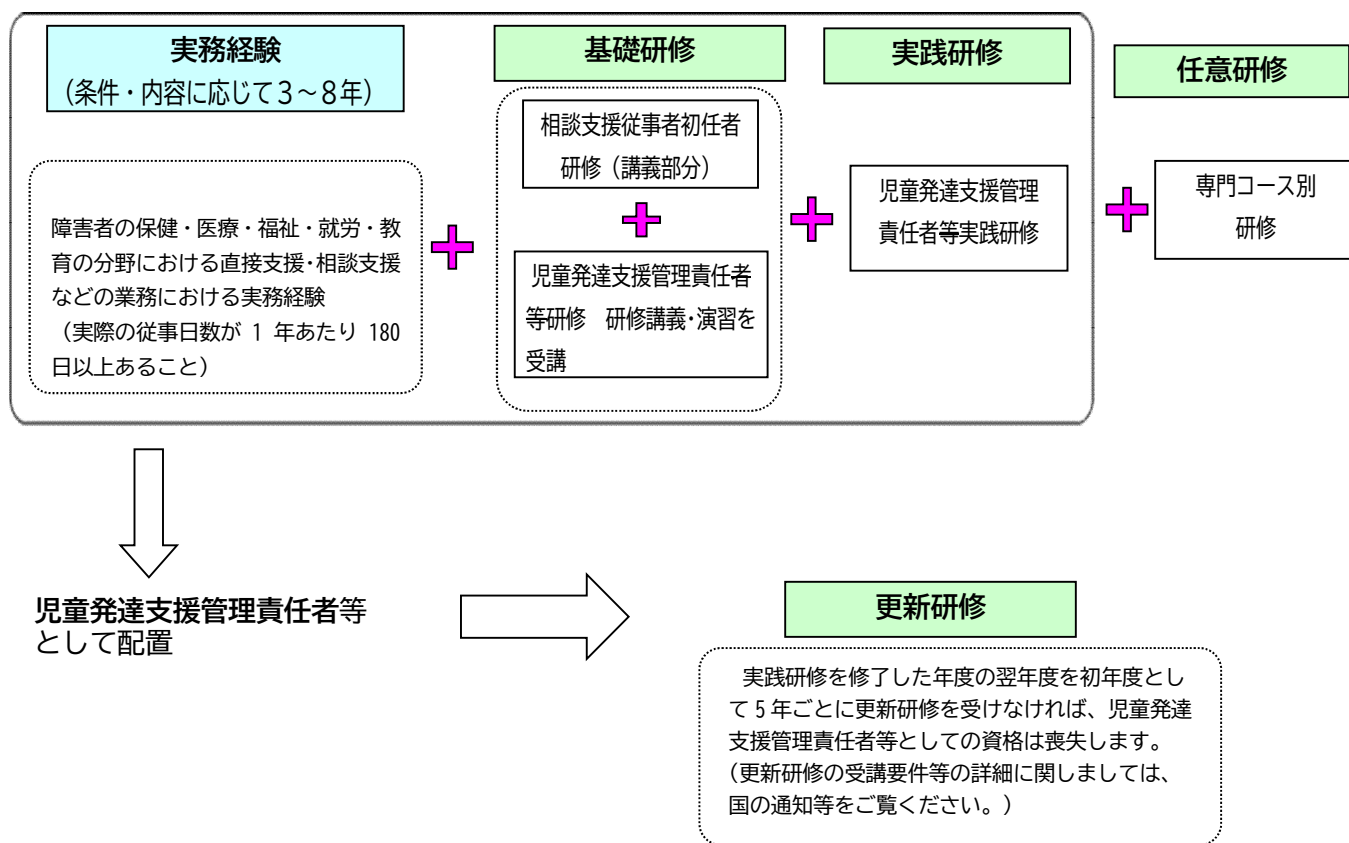 実務経験
（条件・内容に応じて３～８年）
障害者の保健・医療・福祉・就労・教
育の分野における直接支援・相談支援
などの業務における実務経験
（実際の従事日数が 1 年あたり 180
日以上あること）
基礎研修
相談支援従事者初任者
研修（講義部分）
児童発達支援管理責任者
等研修　研修講義・演習を
受講
実践研修
児童発達支援管理
責任者等実践研修
任意研修
専門コース別
研修
児童発達支援管理責任者等
として配置
更新研修
実践研修を修了した年度の翌年度を初年度とし
て 5 年ごとに更新研修を受けなければ、児童発達
支援管理責任者等としての資格は喪失します。
（更新研修の受講要件等の詳細に関しましては、
国の通知等をご覧ください。）